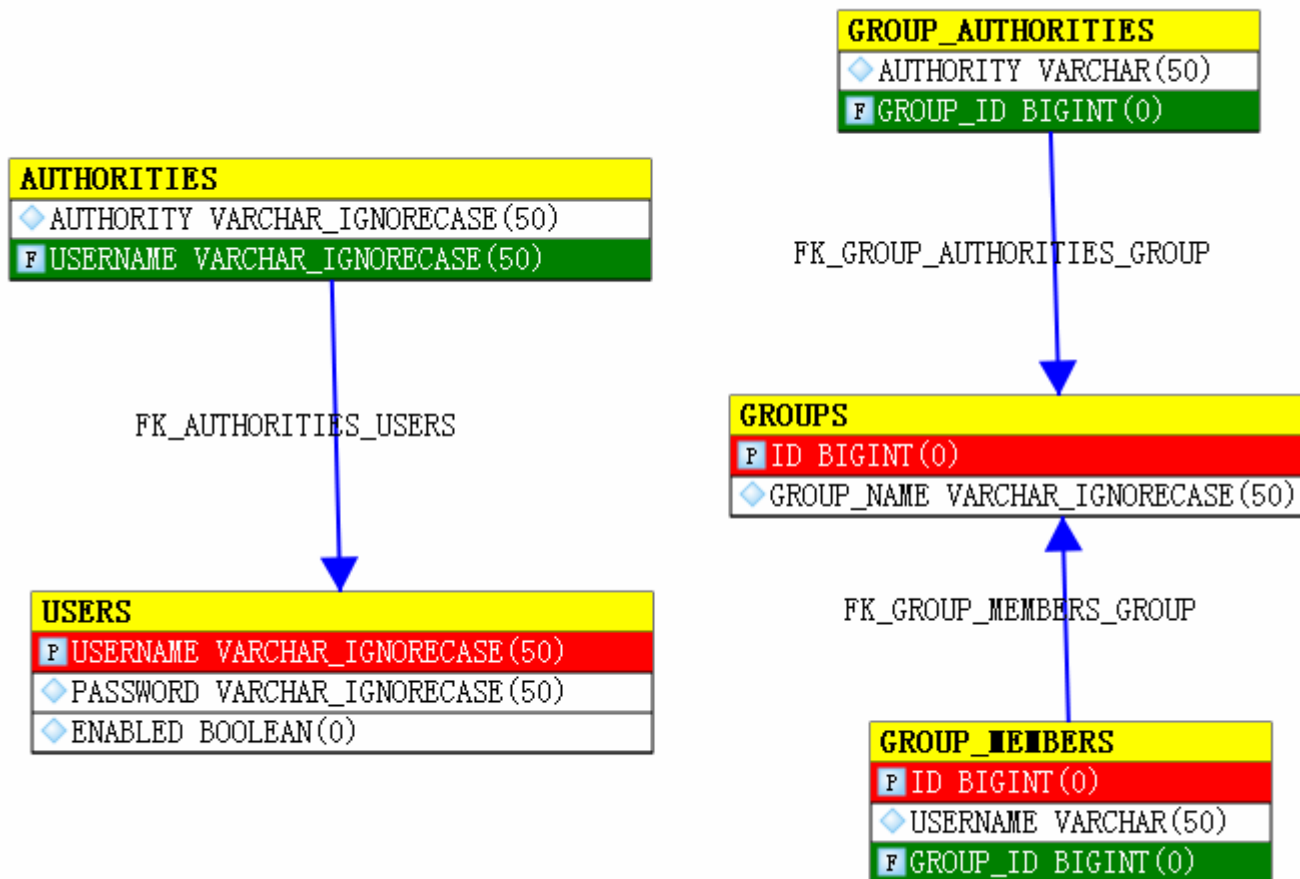 AUTHORITIES
AUTHORITY VARCHAR_IGNORECASE(50)
F USERNAME VARCHAR_IGNORECASE(50)
FK_AUTHORITIES_USERS
USERS
P USERNAME VARCHAR_IGNORECASE(50)
PASSWORD VARCHAR_IGNORECASE(50)
ENABLED BOOLEAN(0)
GROUP_AUTHORITIES
AUTHORITY VARCHAR(50)
F GROUP_ID BIGINT(0)
FK_GROUP_AUTHORITIES_GROUP
GROUPS
P ID BIGINT(0)
GROUP_NAME VARCHAR_IGNORECASE(50)
FK_GROUP_MEMBERS_GROUP
GROUP_MEMBERS
P ID BIGINT(0)
USERNAME VARCHAR(50)
F GROUP_ID BIGINT(0)